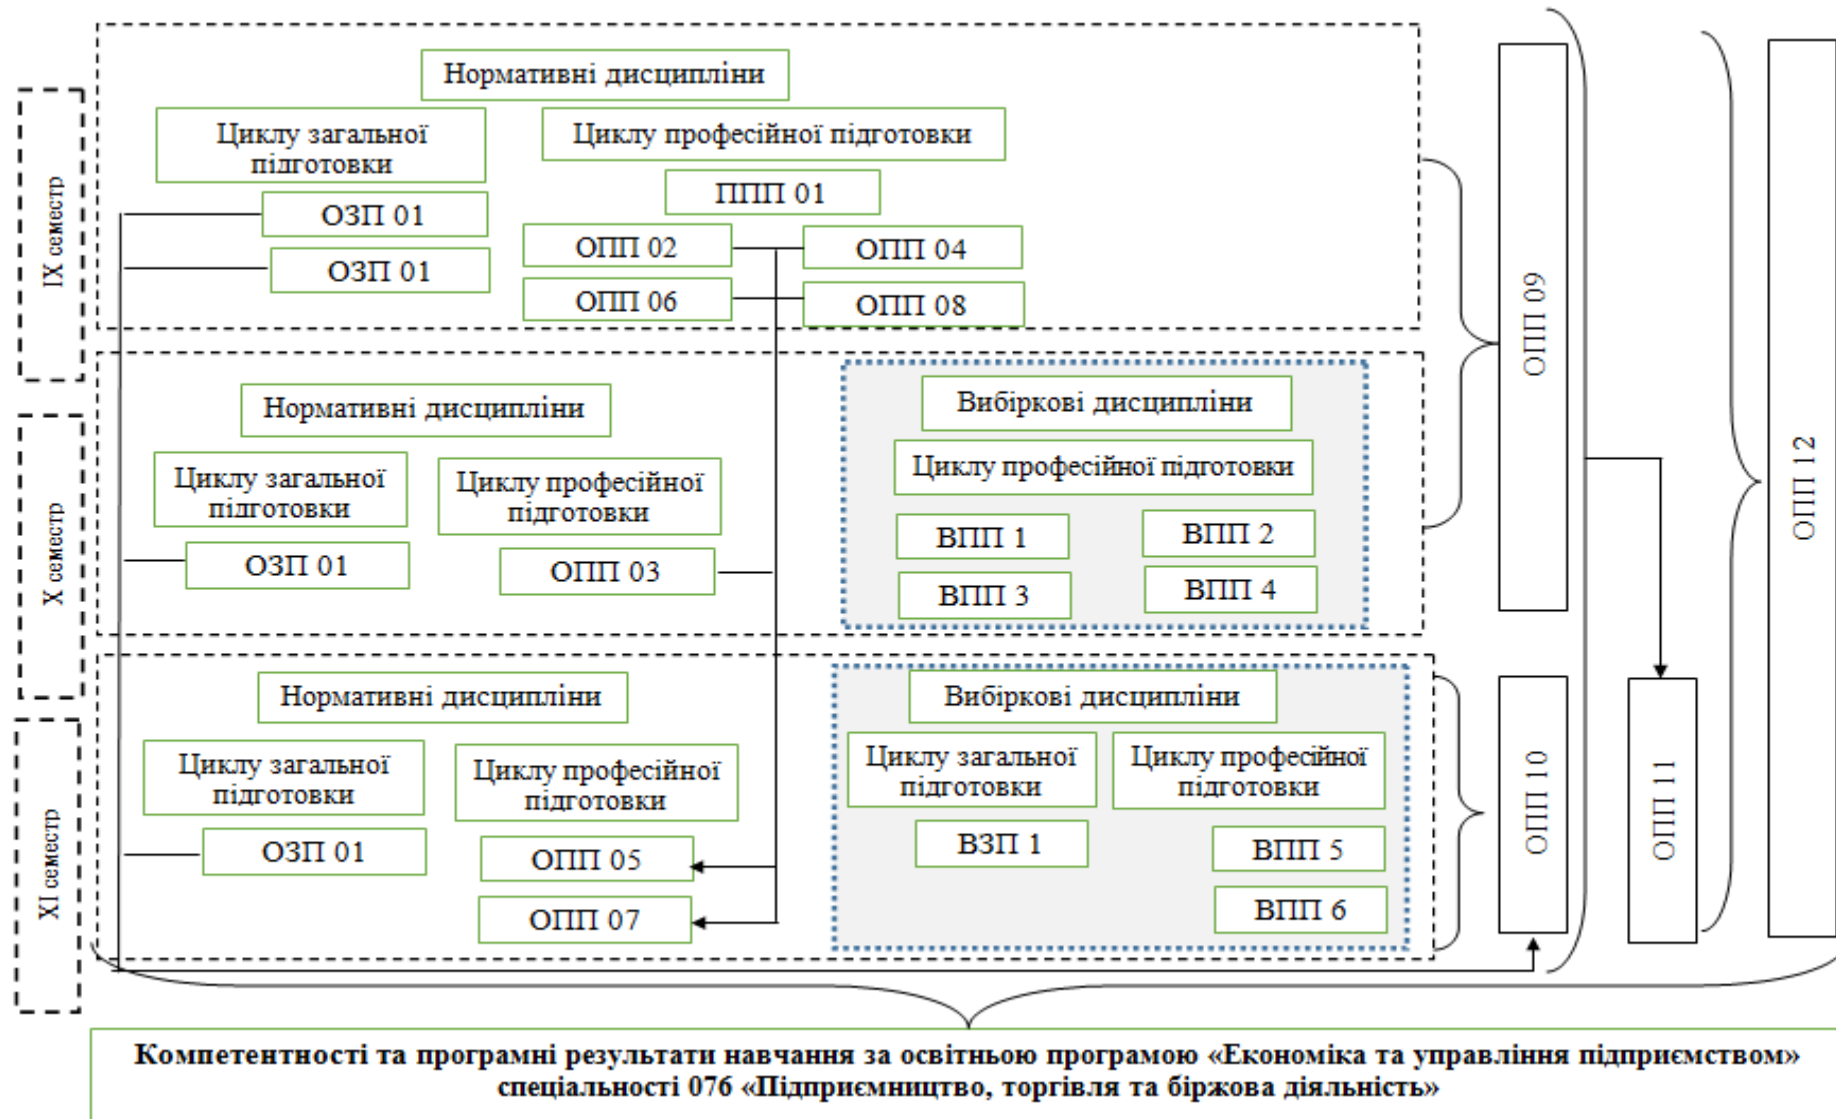 IX семестр
Нормативні дисципліни
Циклу загальної
підготовки
Циклу професійної підготовки
ОЗП 01
ППП 01
ОЗП 01
ОПП 02
ОПП 04
ОПП 06
ОПП 08
X семестр
Нормативні дисципліни
Циклу загальної
підготовки
Циклу професійної
підготовки
ОЗП 01
ОПП 03
Вибіркові дисципліни
Циклу професійної підготовки
ВПП 1
ВПП 2
ВПП 3
ВПП 4
XI семестр
Нормативні дисципліни
Циклу загальної
підготовки
Циклу професійної
підготовки
ОЗП 01
ОПП 05
ОПП 07
Вибіркові дисципліни
Циклу загальної
підготовки
Циклу професійної
підготовки
ВЗП 1
ВПП 5
ВПП 6
ОПП 09
ОПП 10
ОПП 11
ОПП 12
Компетентності та програмні результати навчання за освітньою програмою «Економіка та управління підприємством»
спеціальності 076 «Підприємництво, торгівля та біржова діяльність»